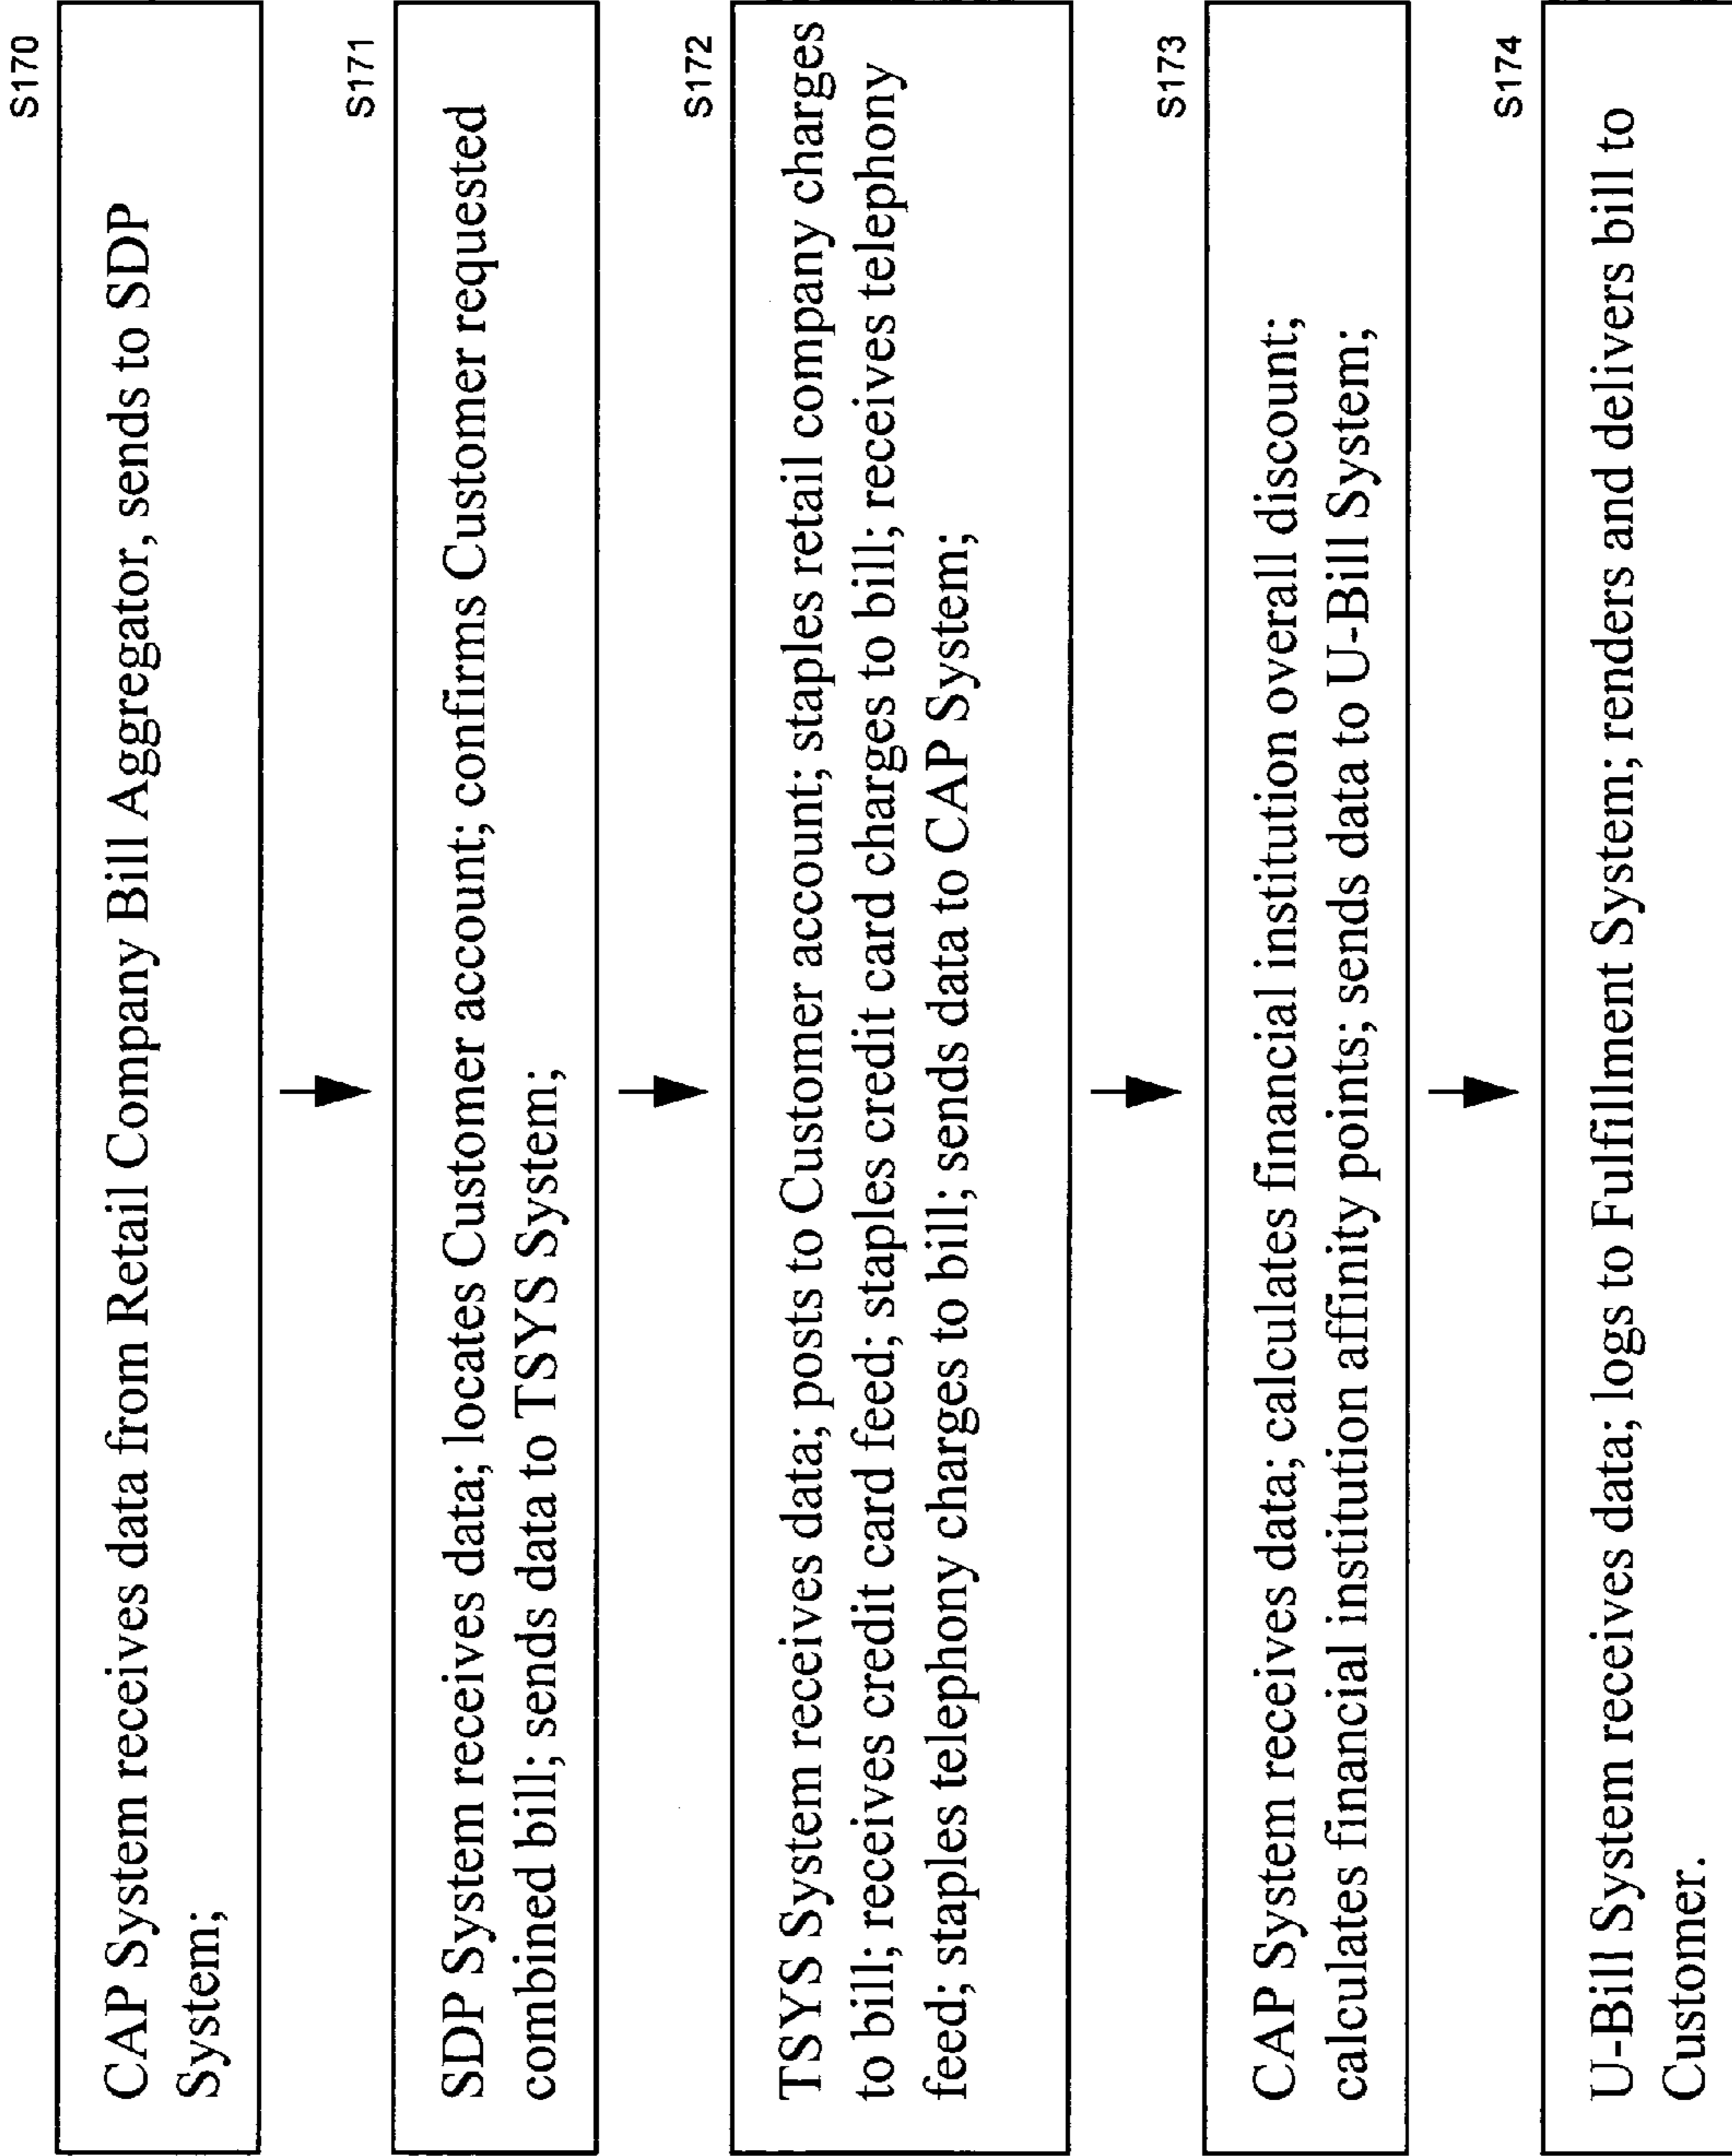 S170
CAP System receives data from Retail Company Bill Aggregator, sends to SDP
System;
S171
SDP System receives data; locates Customer account; confirms Customer requested
combined bill; sends data to TSYS System;
S172
TSYS System receives data; posts to Customer account; staples retail company charges
to bill; receives credit card feed; staples credit card charges to bill; receives telephony
feed; staples telephony charges to bill; sends data to CAP System;
S173
CAP System receives data; calculates financial institution overall discount;
calculates financial institution affinity points; sends data to U-Bill System;
S174
U-Bill System receives data; logs to Fulfillment System; renders and delivers bill to
Customer.